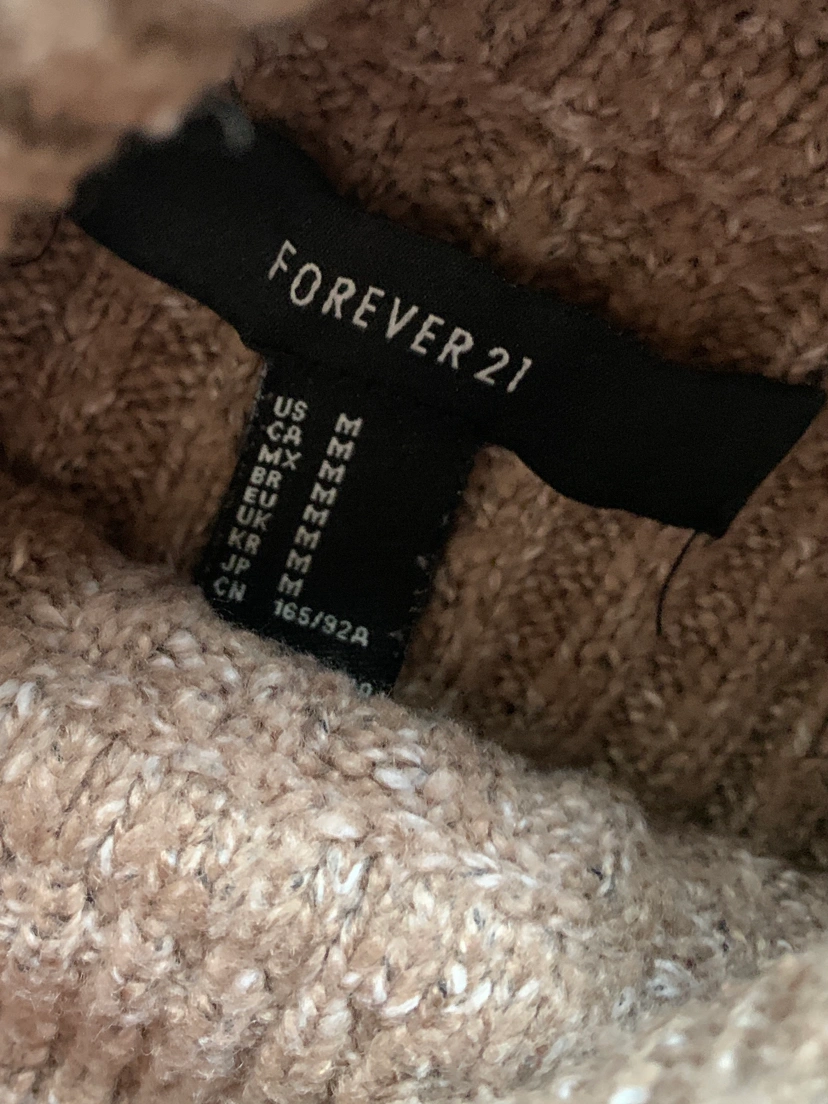 FOREVER 21
US M
CA M
MX M
BR M
EU M
UK M
KR M
JP M
CN 165/92A